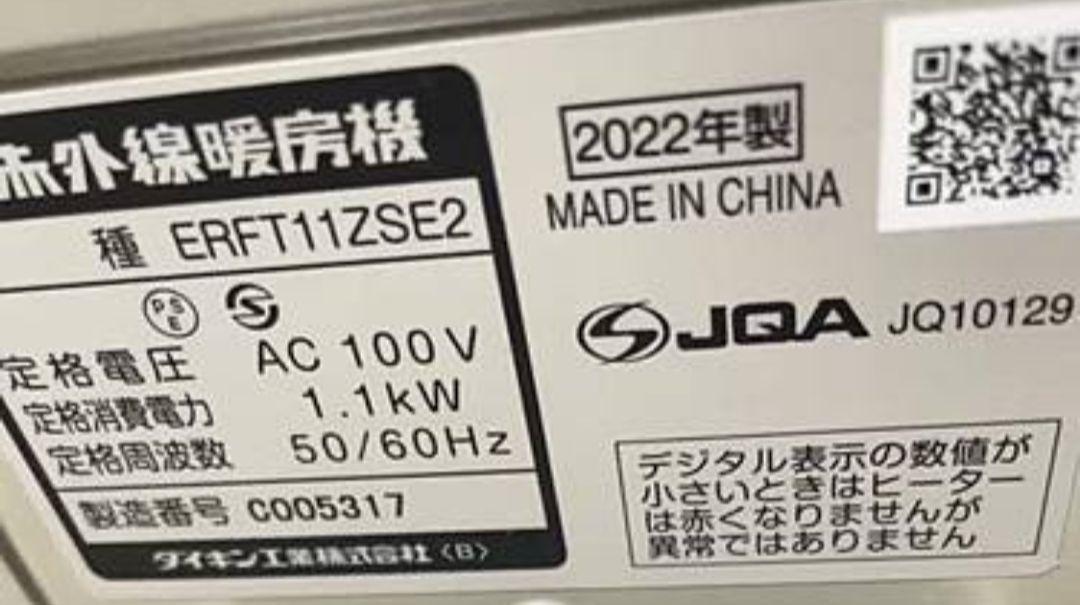 赤外線暖房機
種 ERFT11ZSE2
PSE
定格電圧 AC 100V
定格消費電力 1.1kW
定格周波数 50/60Hz
製造番号 C005317
ダイキン工業株式会社〈B〉
2022年製
MADE IN CHINA
JQA JQ10129
デジタル表示の数値が
小さいときはヒーター
は赤くなりませんが
異常ではありません